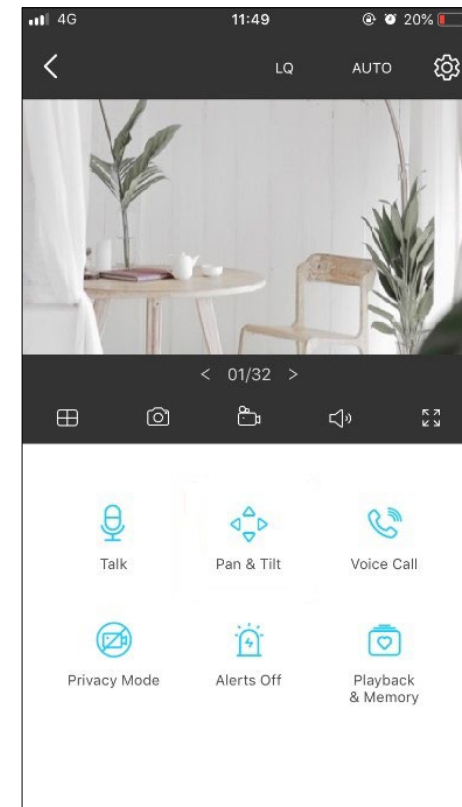 4G 11:49 20%
LQ AUTO
< 01/32 >
Talk Pan & Tilt Voice Call
Privacy Mode Alerts Off Playback
& Memory